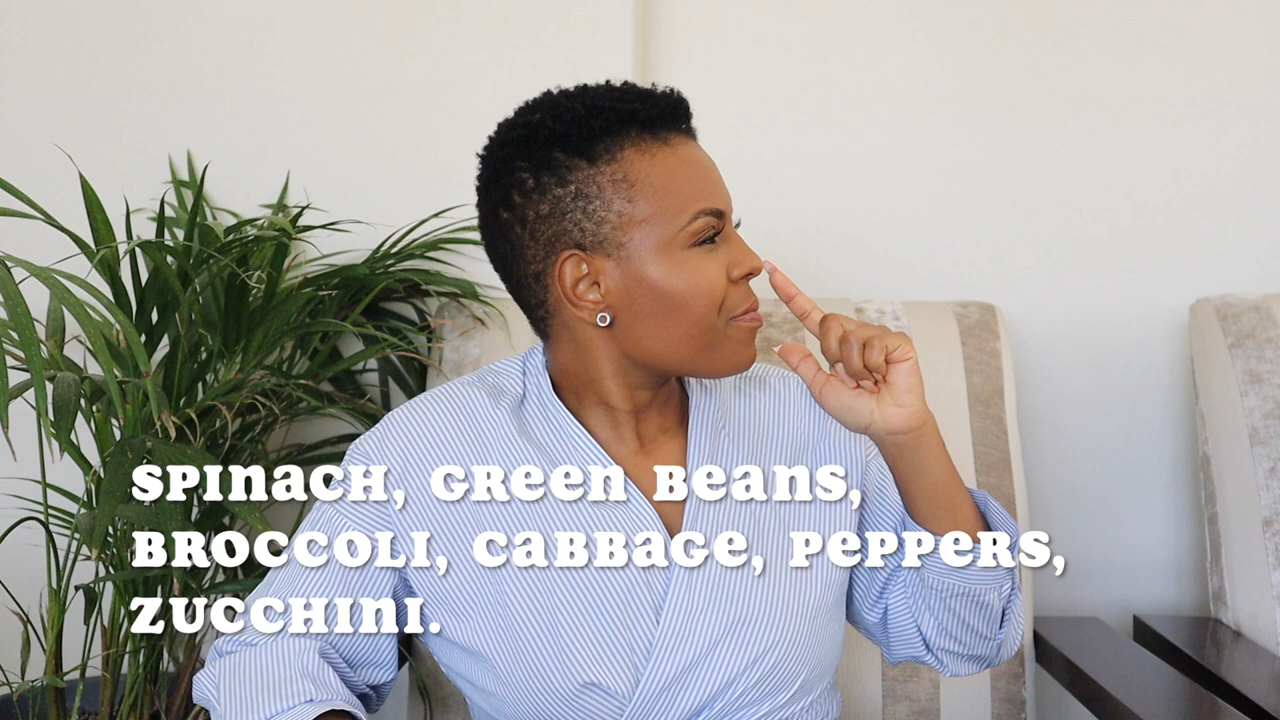 SPINACH, GREEN BEANS,
BROCCOLI, CABBAGE, PEPPERS,
ZUCCHINI.